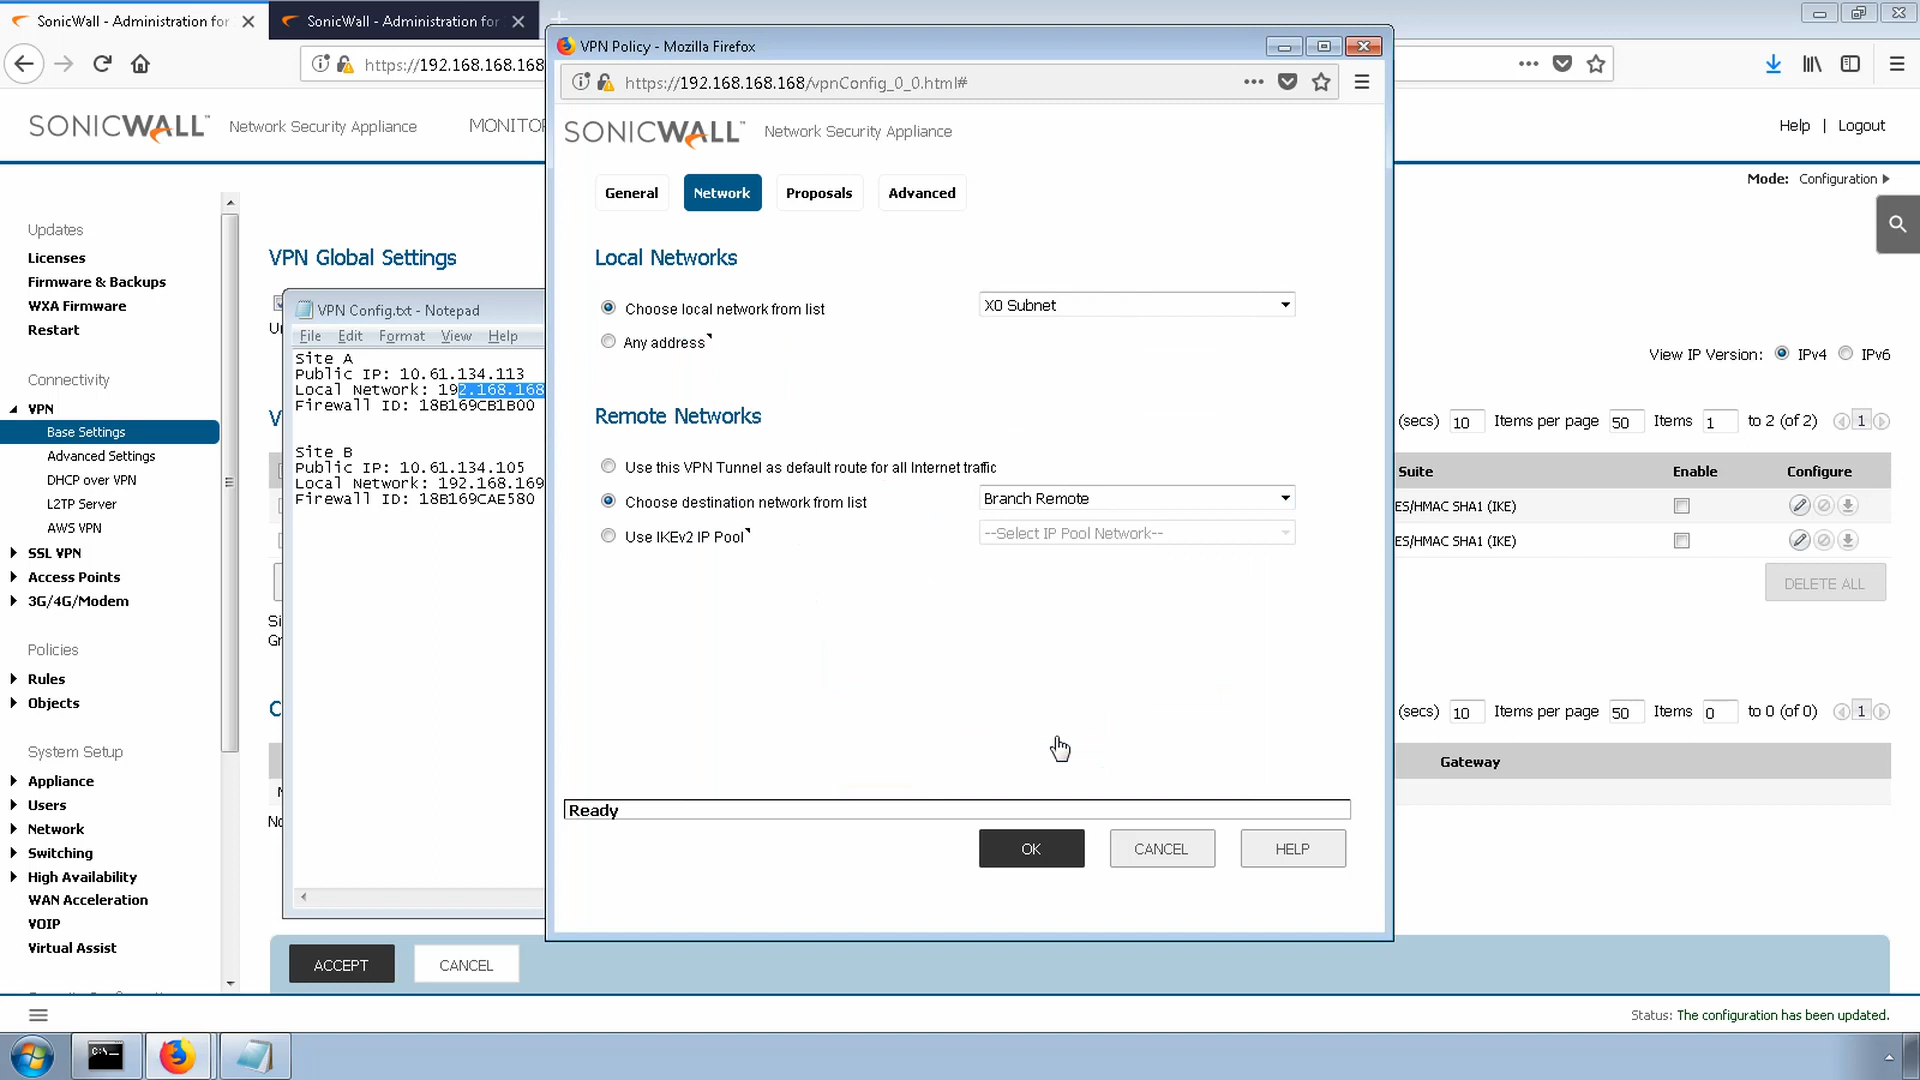 SonicWall - Administration for
SonicWall - Administration for
https://192.168.168.168
SONICWALL Network Security Appliance
MONITOR
Help | Logout
Mode: Configuration
Updates
Licenses
Firmware & Backups
WXA Firmware
Restart
Connectivity
VPN
Base Settings
Advanced Settings
DHCP over VPN
L2TP Server
AWS VPN
SSL VPN
Access Points
3G/4G/Modem
Policies
Rules
Objects
System Setup
Appliance
Users
Network
Switching
High Availability
WAN Acceleration
VOIP
Virtual Assist
VPN Global Settings
VPN Config.txt - Notepad
File Edit Format View Help
Site A
Public IP: 10.61.134.113
Local Network: 192.168.168
Firewall ID: 18B169CB1B00
Site B
Public IP: 10.61.134.105
Local Network: 192.168.169
Firewall ID: 18B169CAE580
ACCEPT
CANCEL
VPN Policy - Mozilla Firefox
https://192.168.168.168/vpnConfig_0_0.html#
SONICWALL Network Security Appliance
General
Network
Proposals
Advanced
Local Networks
Choose local network from list
X0 Subnet
Any address
Remote Networks
Use this VPN Tunnel as default route for all Internet traffic
Choose destination network from list
Branch Remote
Use IKEv2 IP Pool
--Select IP Pool Network--
Ready
OK
CANCEL
HELP
View IP Version: IPv4 IPv6
(secs) 10 Items per page 50 Items 1 to 2 (of 2) 1
Suite Enable Configure
ES/HMAC SHA1 (IKE)
ES/HMAC SHA1 (IKE)
DELETE ALL
(secs) 10 Items per page 50 Items 0 to 0 (of 0) 1
Gateway
Status: The configuration has been updated.
C:\